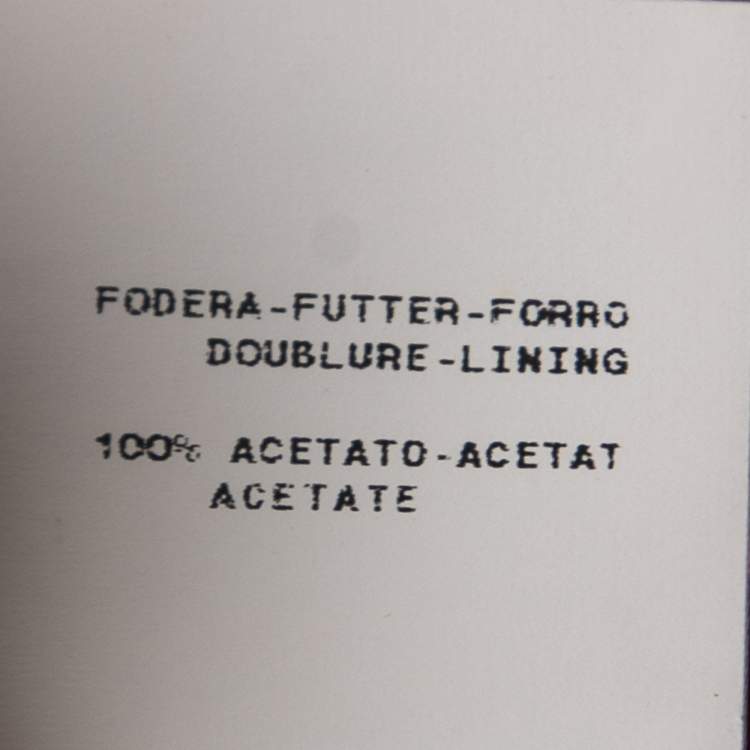 FODERA-FUTTER-FORRO
DOUBLURE-LINING
100% ACETATO-ACETAT
ACETATE